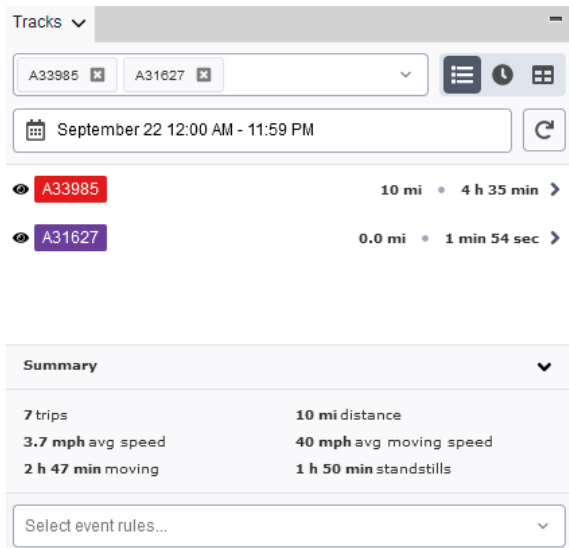 Tracks
A33985 A31627
September 22 12:00 AM - 11:59 PM
A33985 10 mi • 4 h 35 min
A31627 0.0 mi • 1 min 54 sec
Summary
7 trips 10 mi distance
3.7 mph avg speed 40 mph avg moving speed
2 h 47 min moving 1 h 50 min standstills
Select event rules...